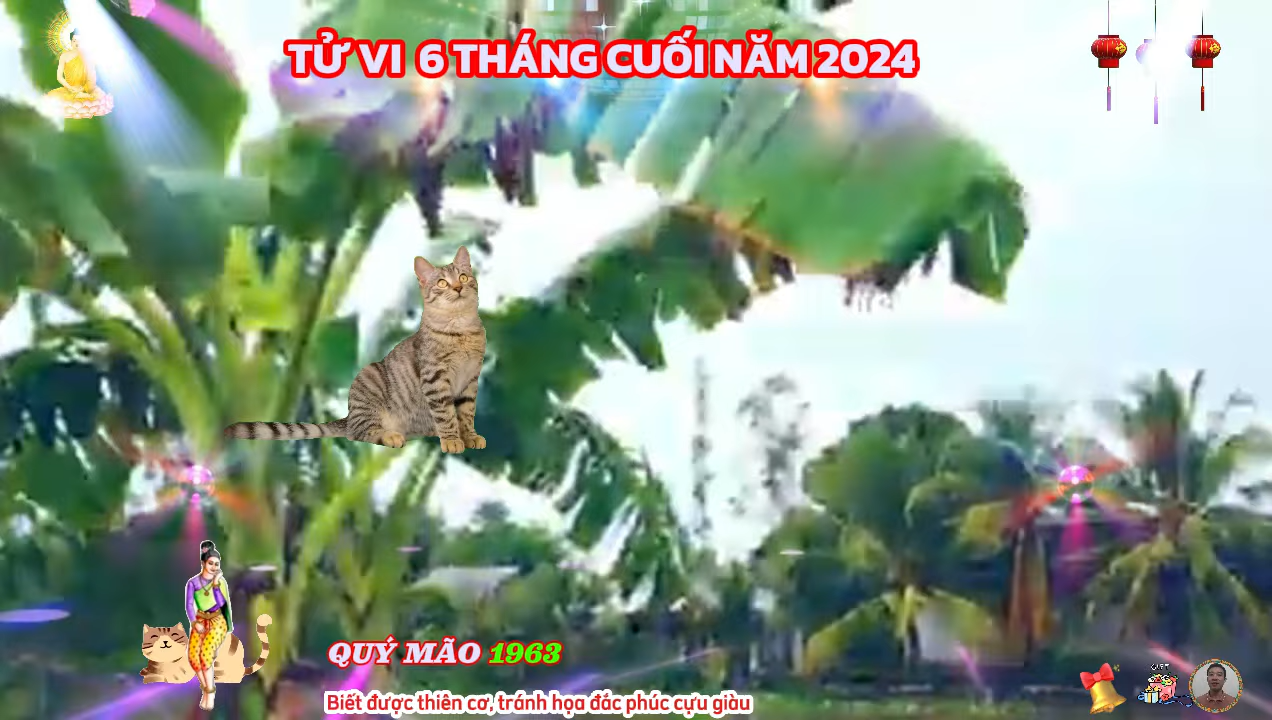 TỬ VI 6 THÁNG CUỐI NĂM 2024
QUÝ MÃO 1963
Biết được thiên cơ, tránh họa đắc phúc cựu giàu
GIFT